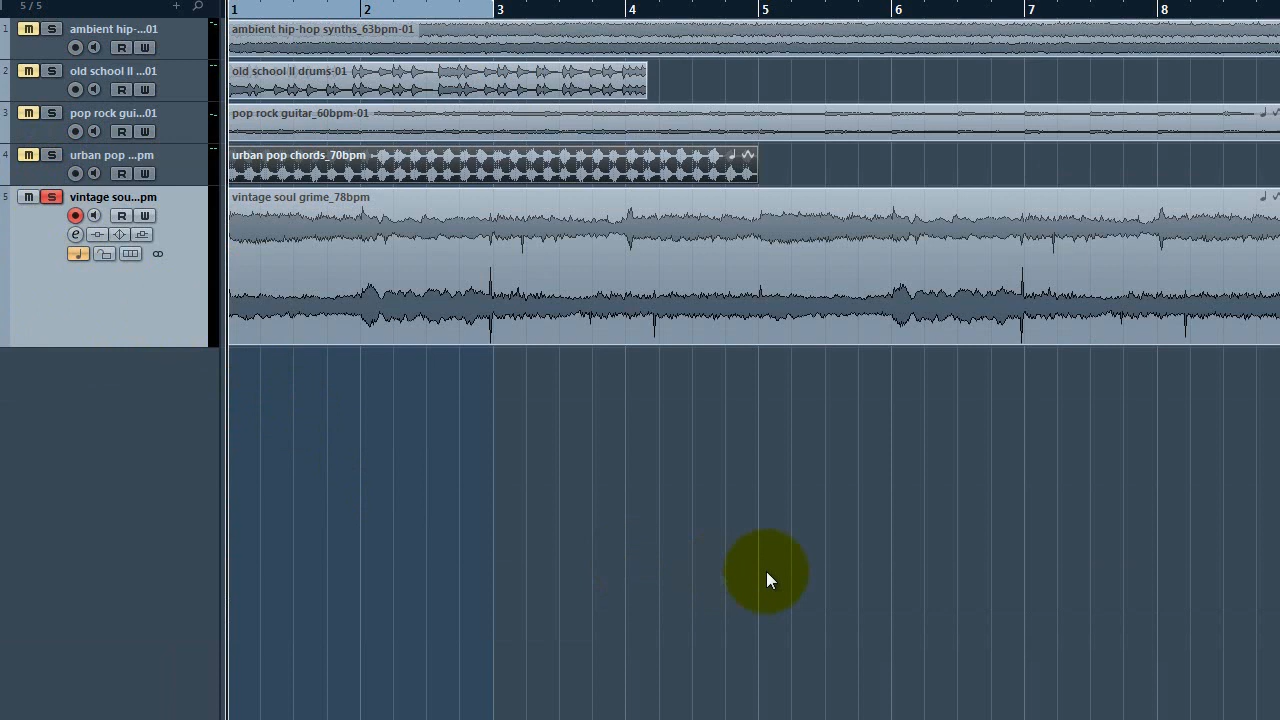 5 / 5
1 2 3 4 5 6 7 8
1 m S ambient hip-...01 ambient hip-hop synths_63bpm-01
R W
2 m S old school II ...01 old school II drums-01
R W
3 m S pop rock gui...01 pop rock guitar_60bpm-01
R W
4 m S urban pop ...pm urban pop chords_70bpm
R W
5 m S vintage sou...pm vintage soul grime_78bpm
R W
e